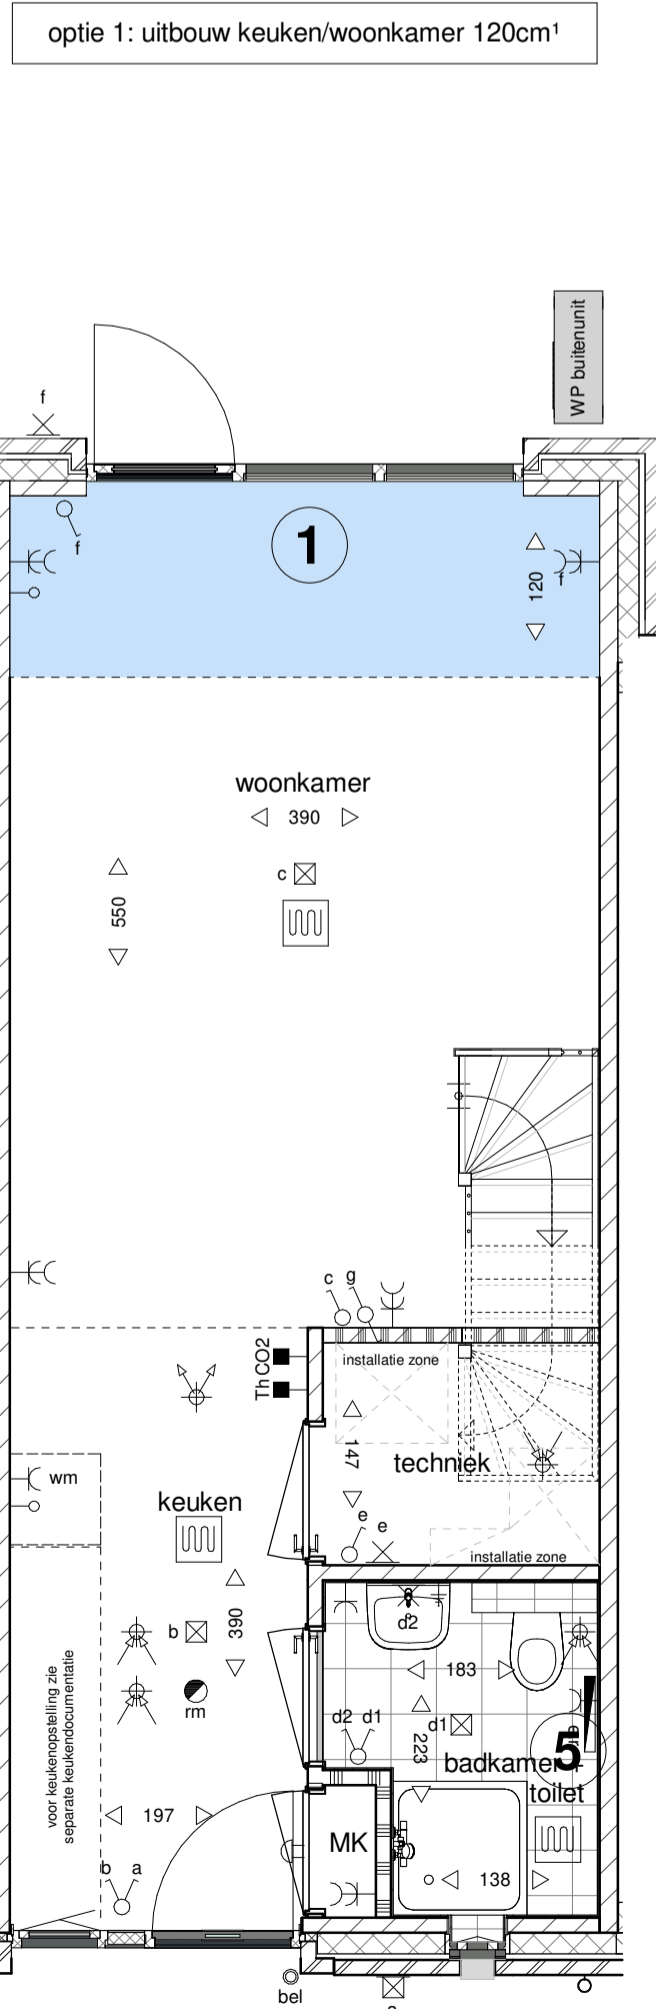 optie 1: uitbouw keuken/woonkamer 120cm¹
WP buitenunit
f
f
1
120
f
woonkamer
390
c
550
c g
Th CO2
installatie zone
147
techniek
wm
keuken
e
e
installatie zone
b
390
d2
183
rm
d2 d1
d1
223
5
badkamer +
toilet
voor keukenopstelling zie
separate keukendocumentatie
197
MK
138
b a
bel